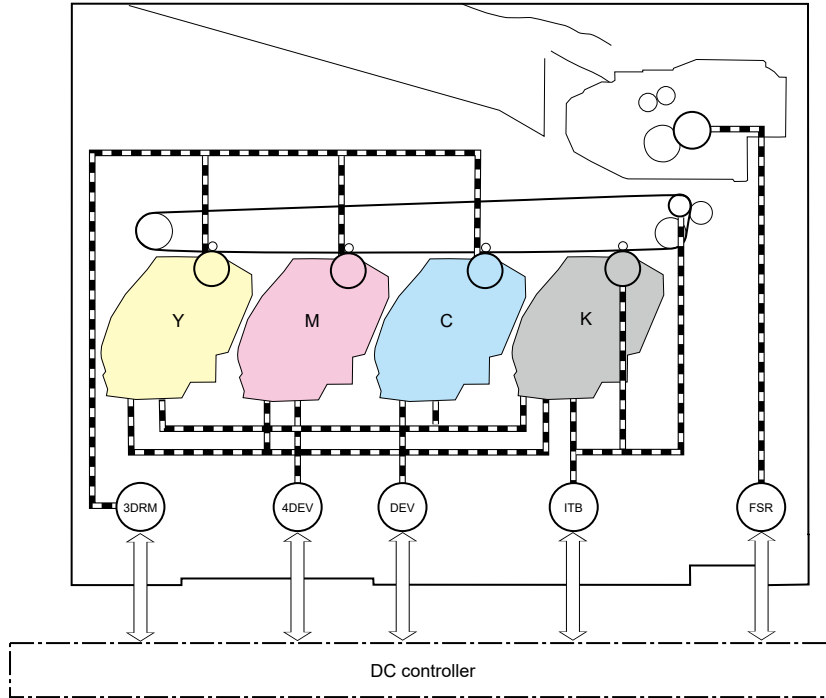 Y
M
C
K
3DRM
4DEV
DEV
ITB
FSR
DC controller